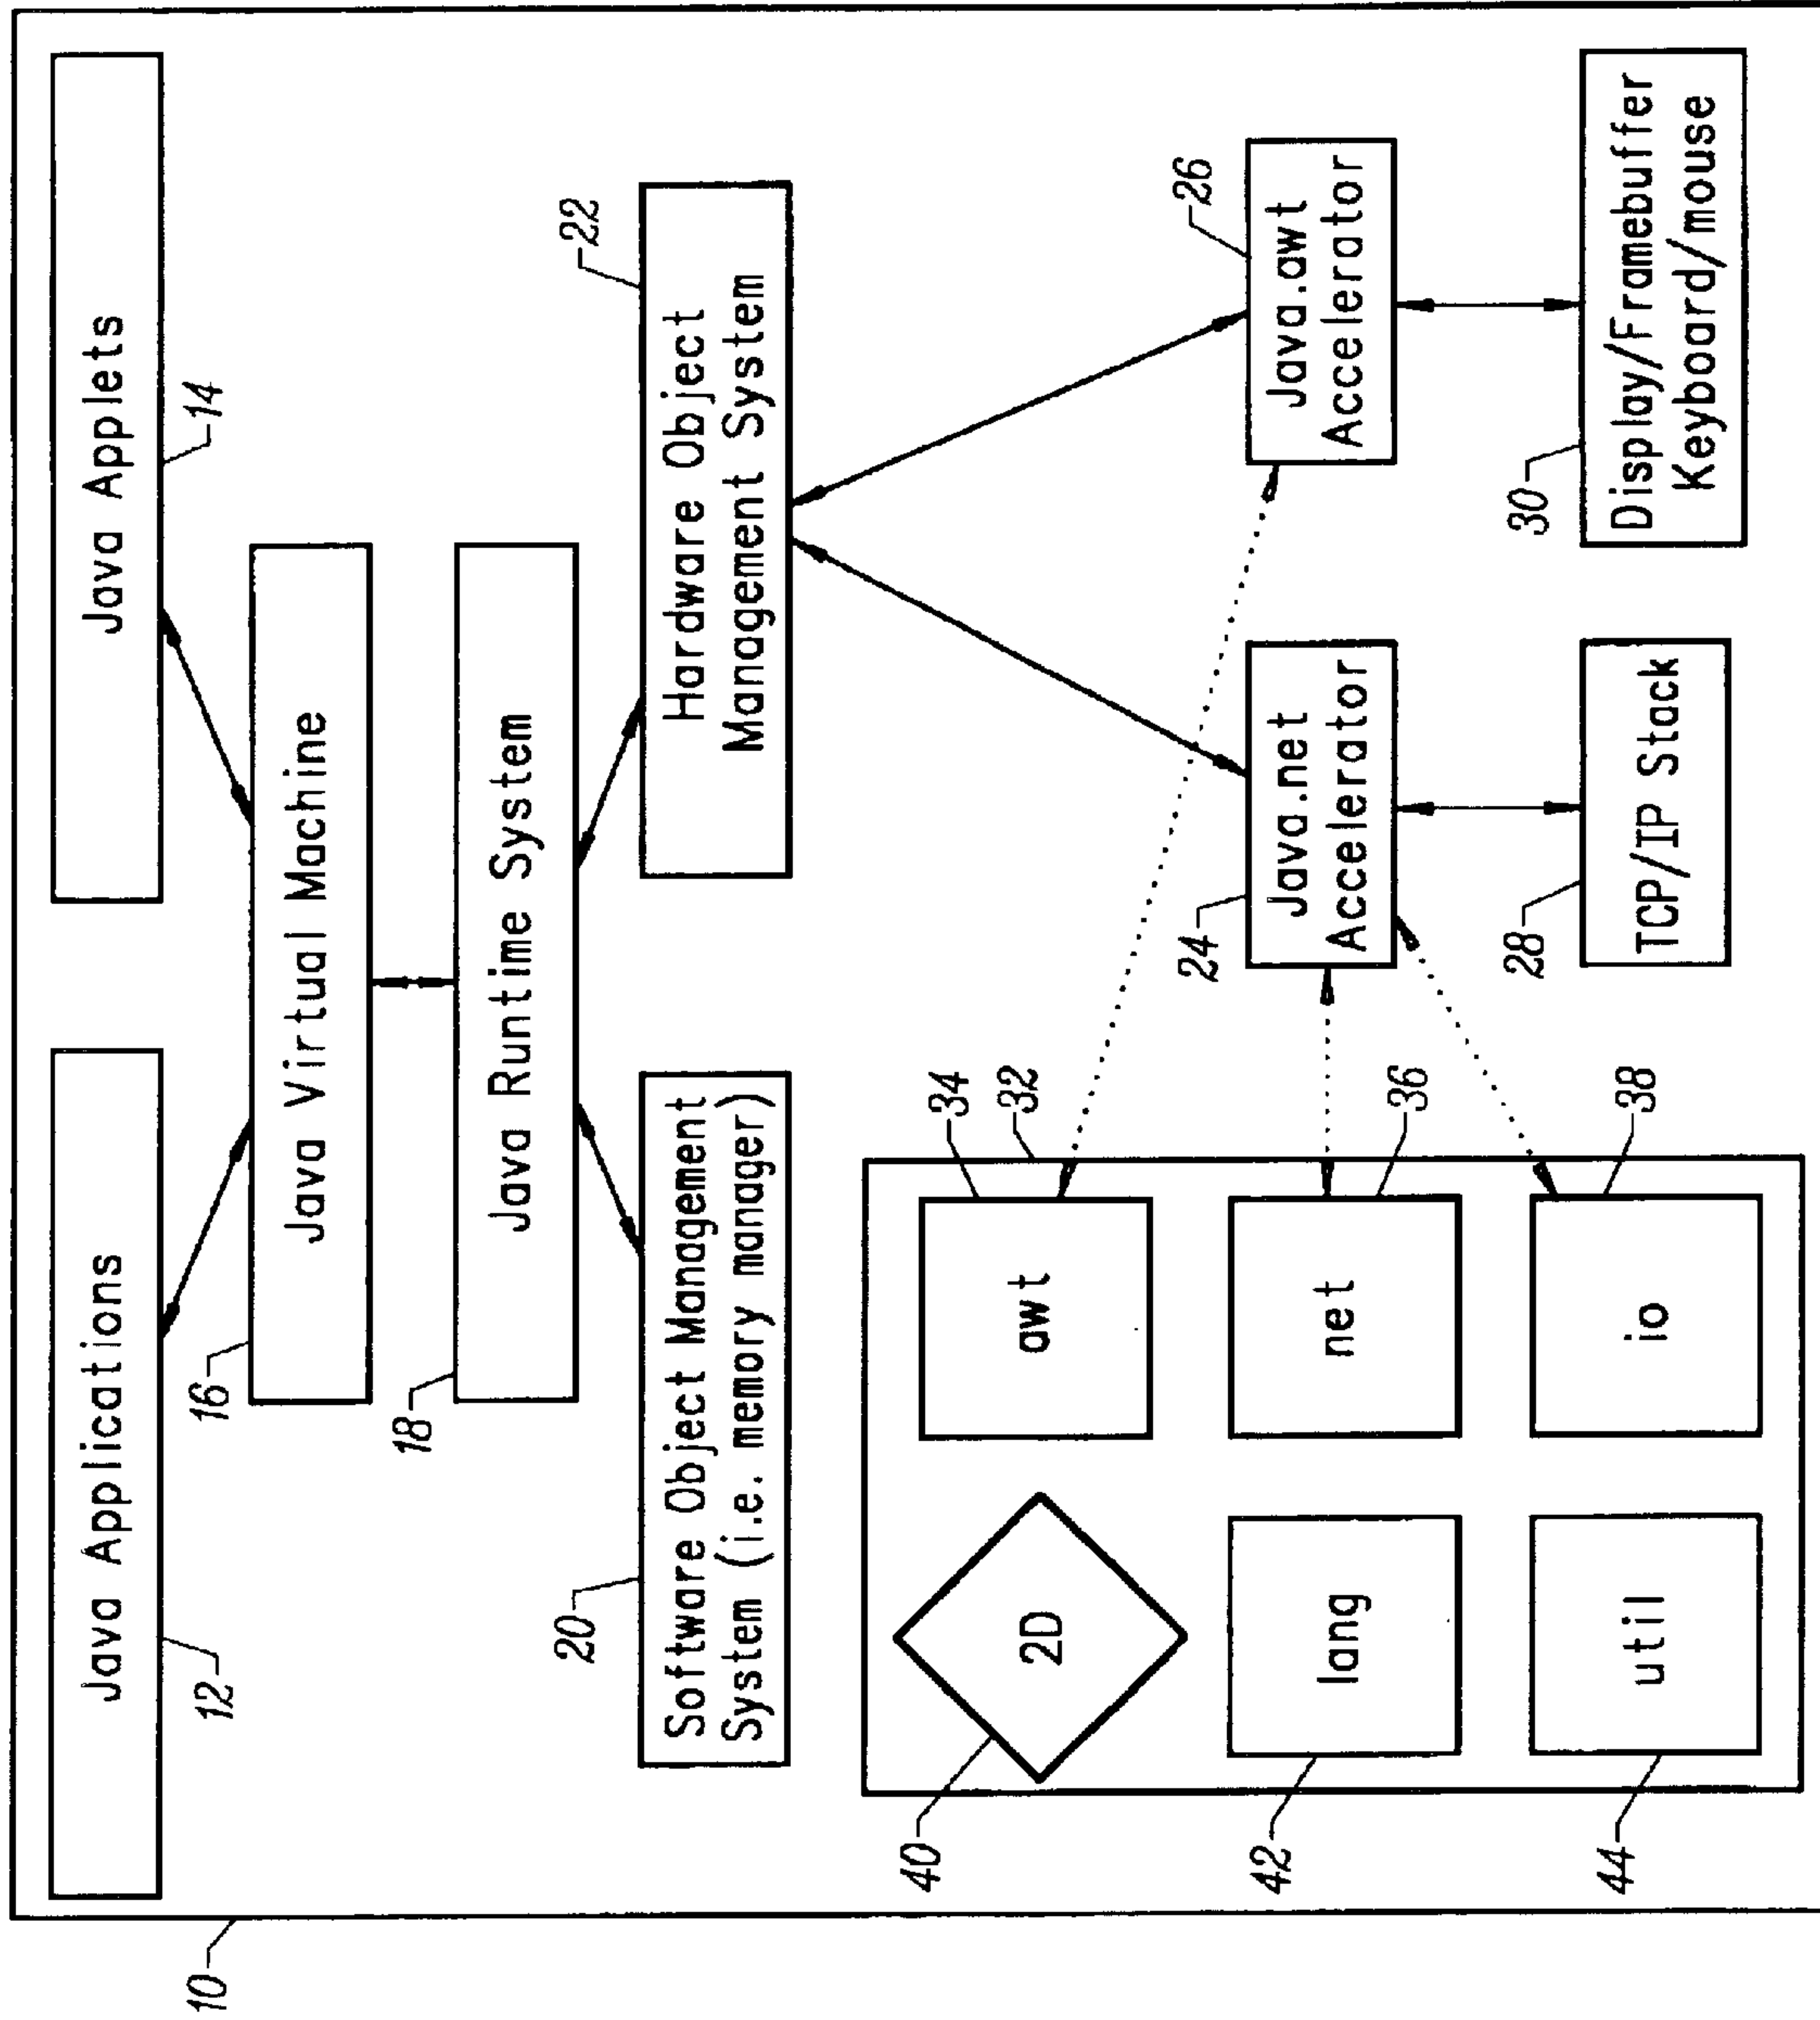 10
Java Applications
12
Java Applets
14
16
Java Virtual Machine
18
Java Runtime System
20
Software Object Management
System (i.e. memory manager)
22
Hardware Object
Management System
40
2D
34
awt
32
42
lang
36
net
44
util
38
io
24
Java.net
Accelerator
26
Java.awt
Accelerator
28
TCP/IP Stack
30
Display/Framebuffer
Keyboard/mouse